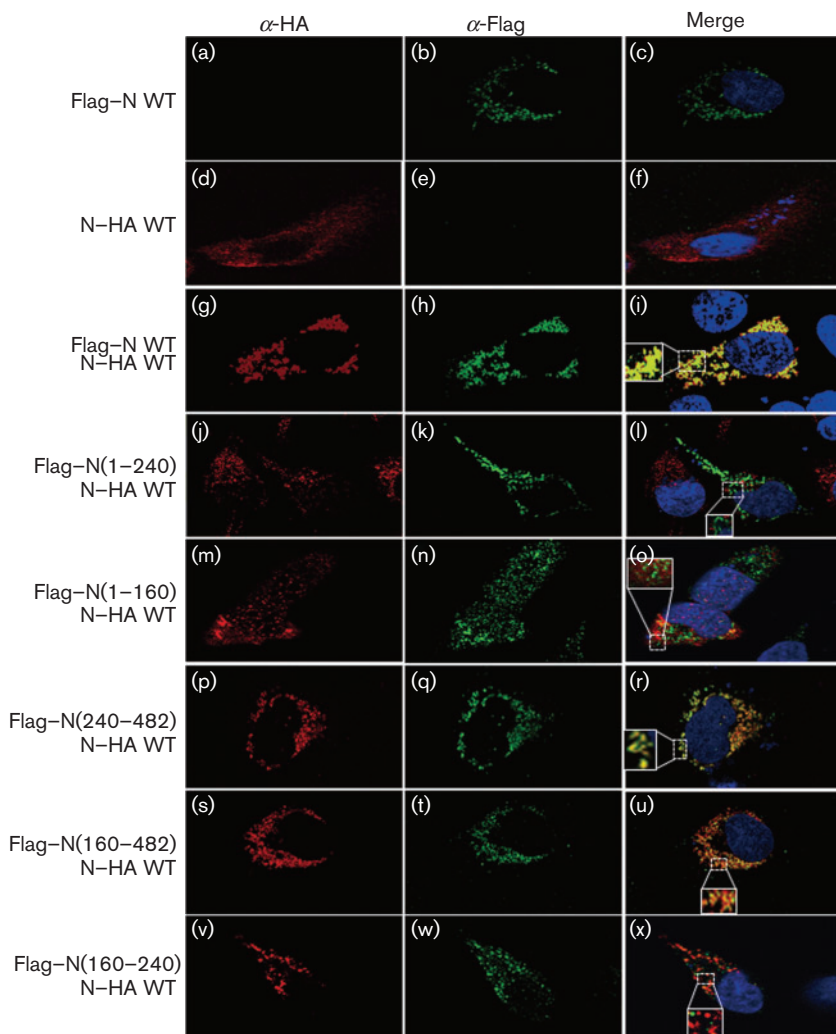 α-HA α-Flag Merge
Flag–N WT (a) (b) (c)
N–HA WT (d) (e) (f)
(g) (h) (i)
Flag–N WT
N–HA WT
(j) (k) (l)
Flag–N(1–240)
N–HA WT
(m) (n) (o)
Flag–N(1–160)
N–HA WT
(p) (q) (r)
Flag–N(240–482)
N–HA WT
(s) (t) (u)
Flag–N(160–482)
N–HA WT
(v) (w) (x)
Flag–N(160–240)
N–HA WT